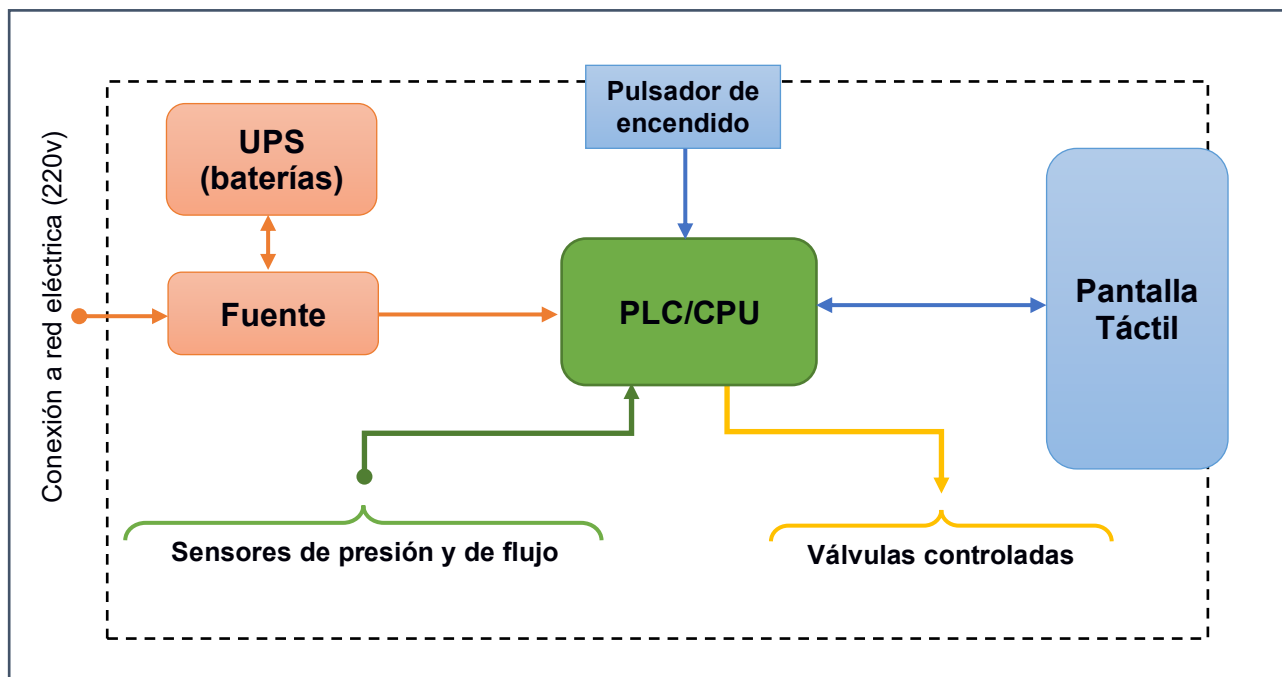 Pulsador de
encendido
UPS
(baterías)
Conexión a red eléctrica (220v)
Fuente
PLC/CPU
Pantalla
Táctil
Sensores de presión y de flujo
Válvulas controladas